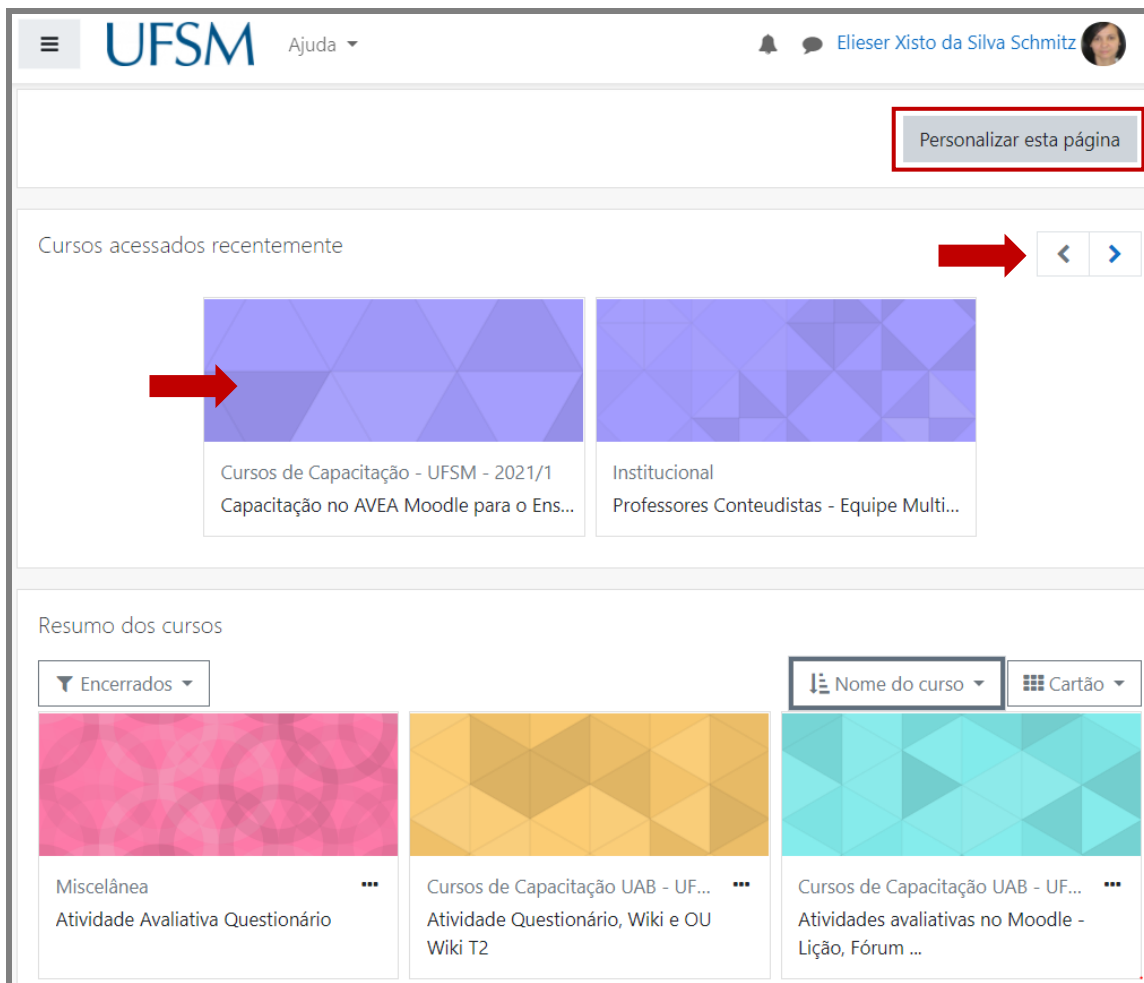 UFSM
Ajuda
Elieser Xisto da Silva Schmitz
Personalizar esta página
Cursos acessados recentemente
Cursos de Capacitação - UFSM - 2021/1
Capacitação no AVEA Moodle para o Ens...
Institucional
Professores Conteudistas - Equipe Multi...
Resumo dos cursos
Encerrados
Nome do curso
Cartão
Miscelânea
Atividade Avaliativa Questionário
Cursos de Capacitação UAB - UF...
Atividade Questionário, Wiki e OU
Wiki T2
Cursos de Capacitação UAB - UF...
Atividades avaliativas no Moodle -
Lição, Fórum ...